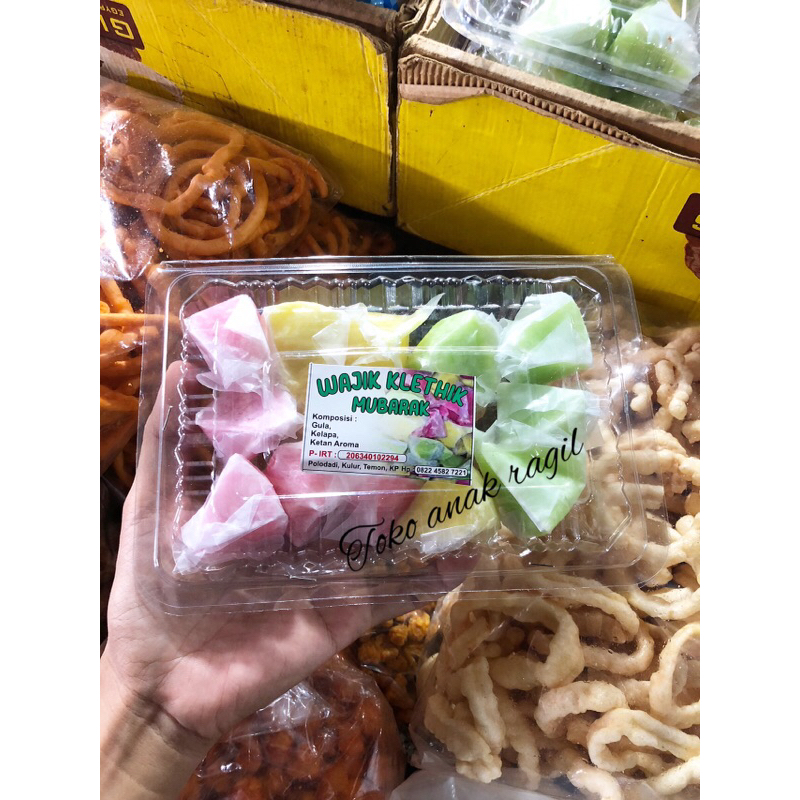 WAJIK KLETHIK
MUBARAK
Komposisi :
Gula,
Kelapa,
Ketan Aroma
P- IRT : 206340102294
Polodadi, Kulur, Temon, KP Hp. 0822 4582 7221
Toko anak ragil